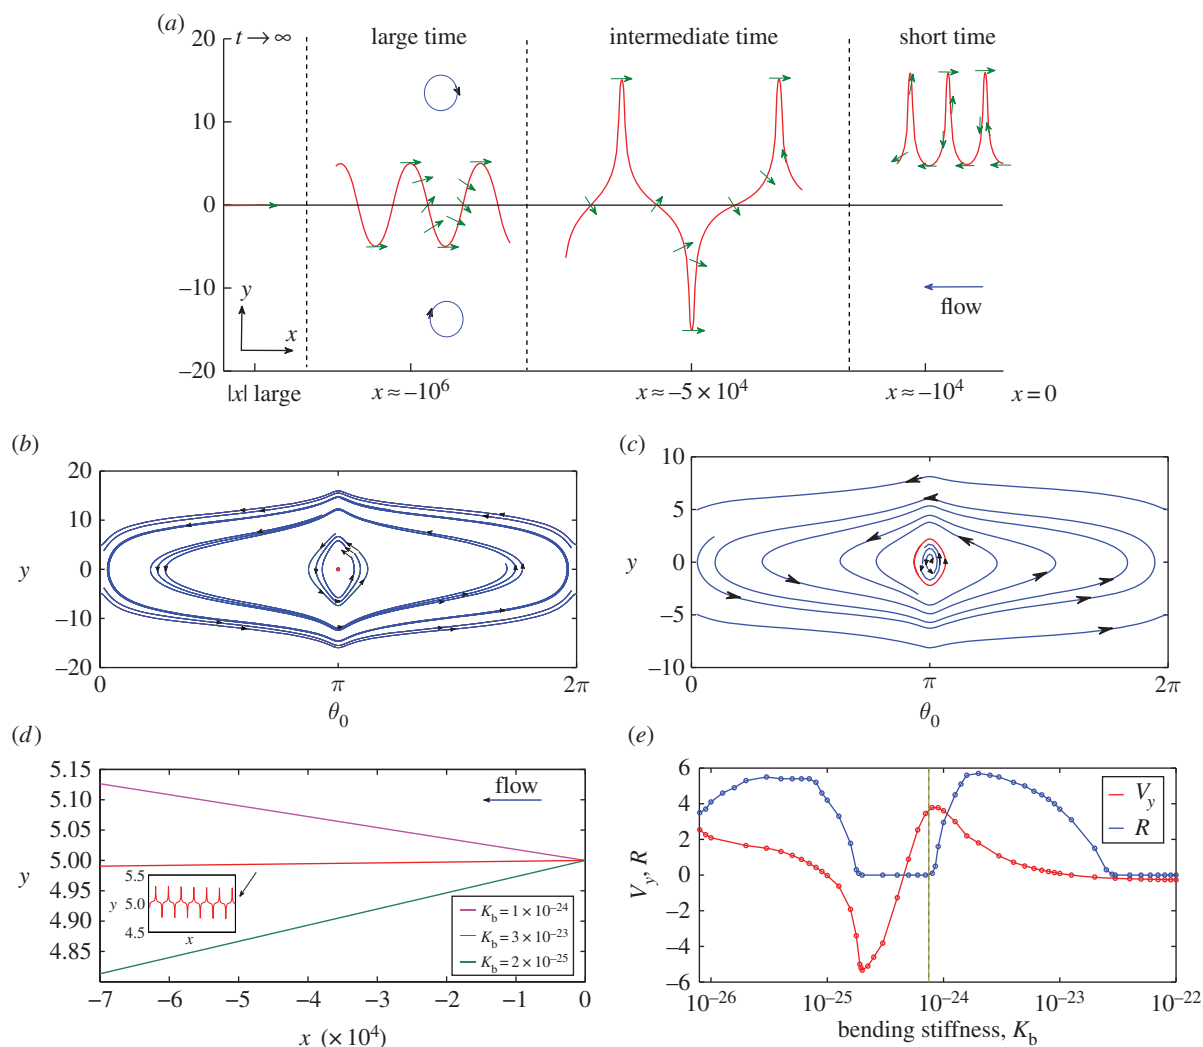 (a)
t → ∞
large time
intermediate time
short time
20
10
0
−10
−20
y
x
flow
|x| large
x ≈ −10⁶
x ≈ −5 × 10⁴
x ≈ −10⁴
x = 0
(b)
20
10
y
0
−10
−20
0
π
2π
θ₀
(c)
10
5
y
0
−5
−10
0
π
2π
θ₀
(d)
5.15
5.10
5.05
y
5.00
4.95
4.90
4.85
flow
5.5
y
5.0
4.5
x
K_b = 1 × 10⁻²⁴
K_b = 3 × 10⁻²³
K_b = 2 × 10⁻²⁵
−7
−6
−5
−4
−3
−2
−1
0
x (× 10⁴)
(e)
6
4
2
0
−2
−4
−6
V_y, R
V_y
R
10⁻²⁶
10⁻²⁵
10⁻²⁴
10⁻²³
10⁻²²
bending stiffness, K_b